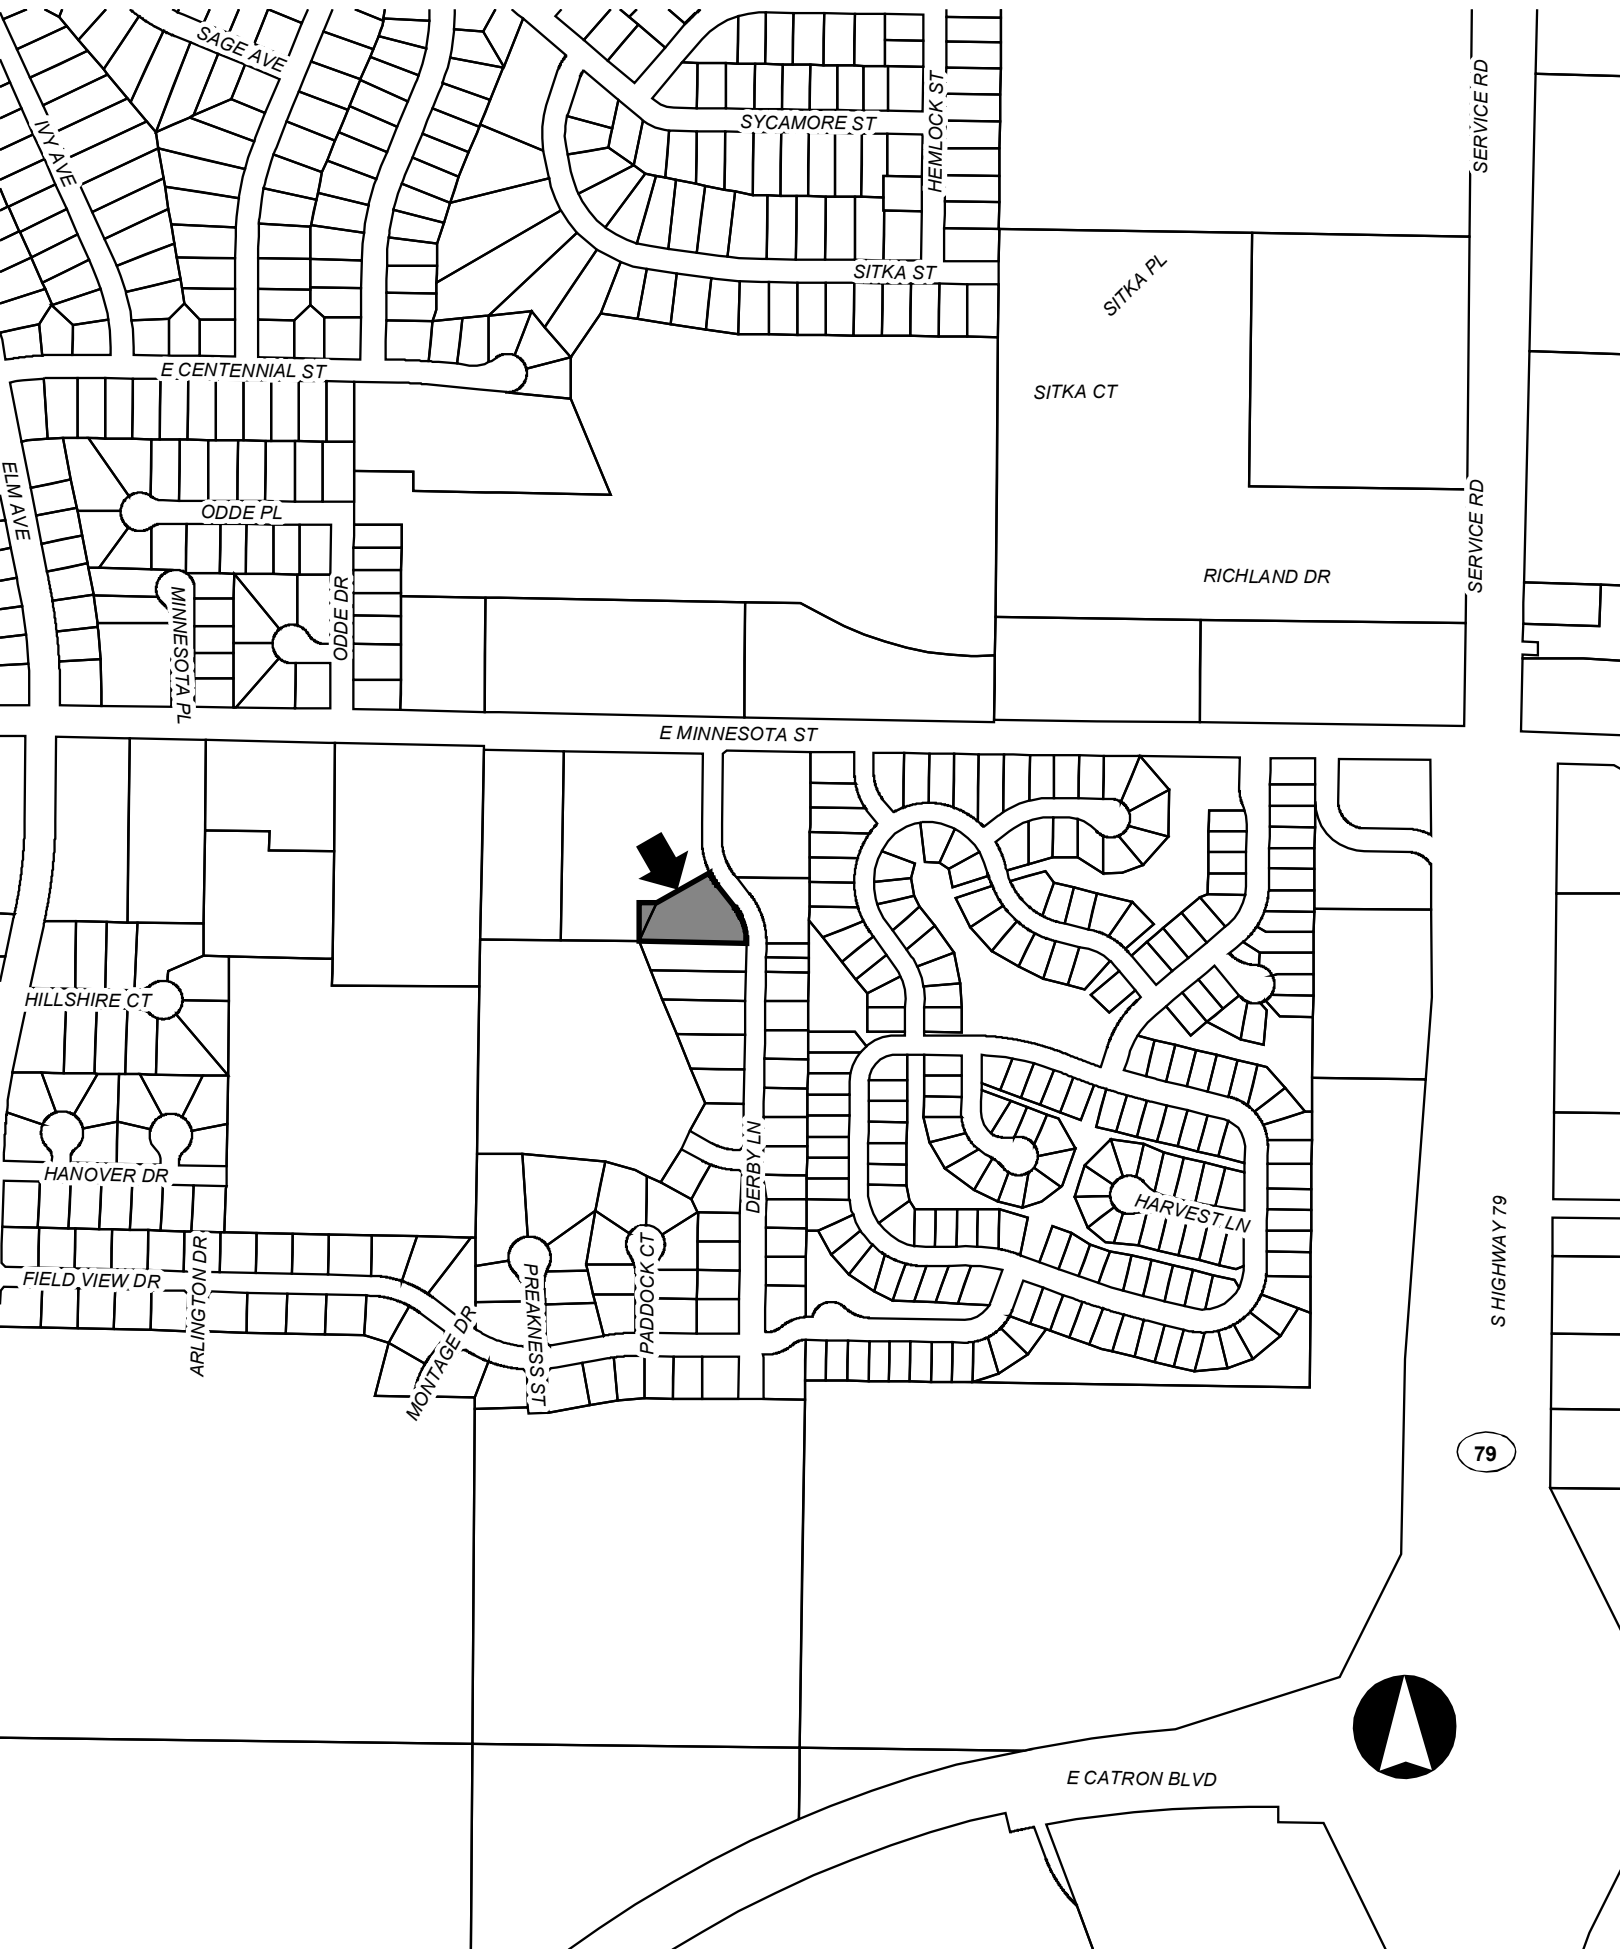 SAGE AVE
IVY AVE
SYCAMORE ST
HEMLOCK ST
SERVICE RD
SITKA ST
SITKA PL
E CENTENNIAL ST
SITKA CT
ELM AVE
ODDE PL
SERVICE RD
RICHLAND DR
MINNESOTA PL
ODDE DR
E MINNESOTA ST
HILLSHIRE CT
HANOVER DR
DERBY LN
HARVEST LN
S HIGHWAY 79
FIELD VIEW DR
ARLINGTON DR
MONTAGE DR
PREAKNESS ST
PADDOCK CT
79
E CATRON BLVD